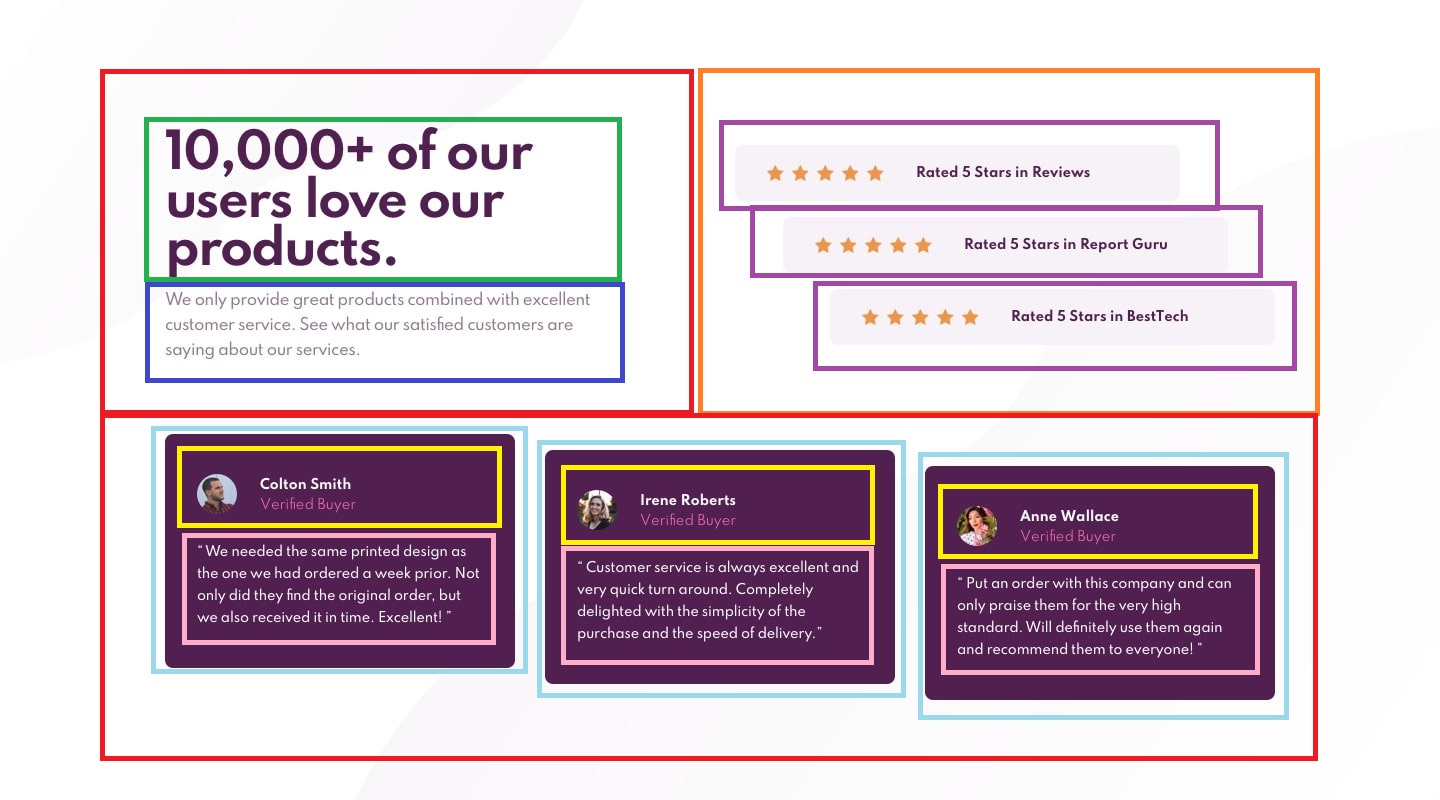 10,000+ of our
users love our
products.
We only provide great products combined with excellent
customer service. See what our satisfied customers are
saying about our services.
Rated 5 Stars in Reviews
Rated 5 Stars in Report Guru
Rated 5 Stars in BestTech
Colton Smith
Verified Buyer
“ We needed the same printed design as
the one we had ordered a week prior. Not
only did they find the original order, but
we also received it in time. Excellent! ”
Irene Roberts
Verified Buyer
“ Customer service is always excellent and
very quick turn around. Completely
delighted with the simplicity of the
purchase and the speed of delivery. ”
Anne Wallace
Verified Buyer
“ Put an order with this company and can
only praise them for the very high
standard. Will definitely use them again
and recommend them to everyone! ”